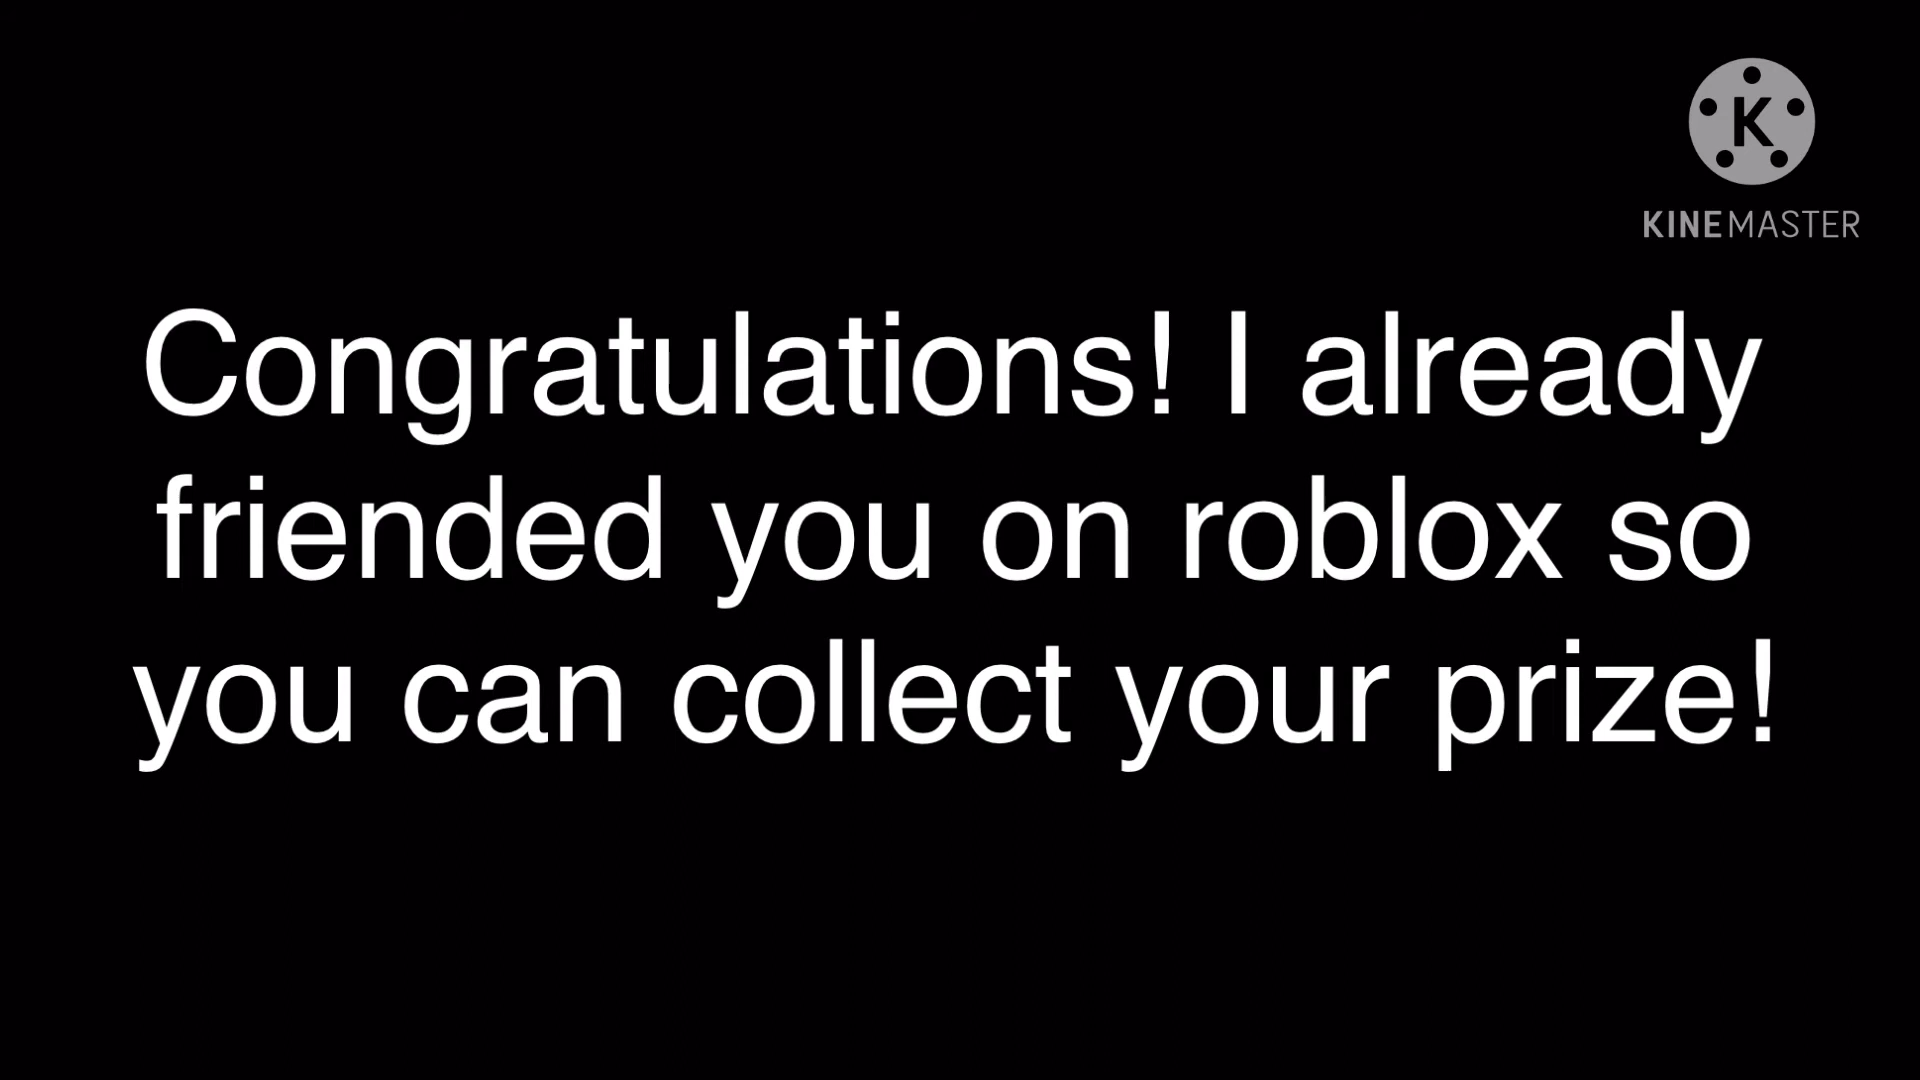 K
KINEMASTER
Congratulations! I already
friended you on roblox so
you can collect your prize!